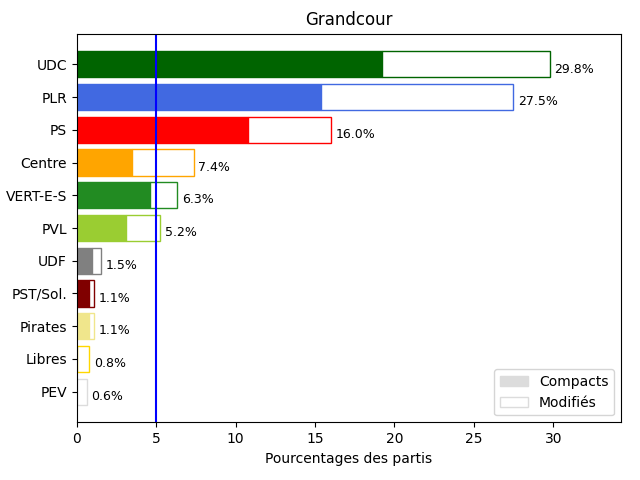 Grandcour
UDC 29.8%
PLR 27.5%
PS 16.0%
Centre 7.4%
VERT-E-S 6.3%
PVL 5.2%
UDF 1.5%
PST/Sol. 1.1%
Pirates 1.1%
Libres 0.8%
PEV 0.6%
Compacts
Modifiés
0 5 10 15 20 25 30
Pourcentages des partis